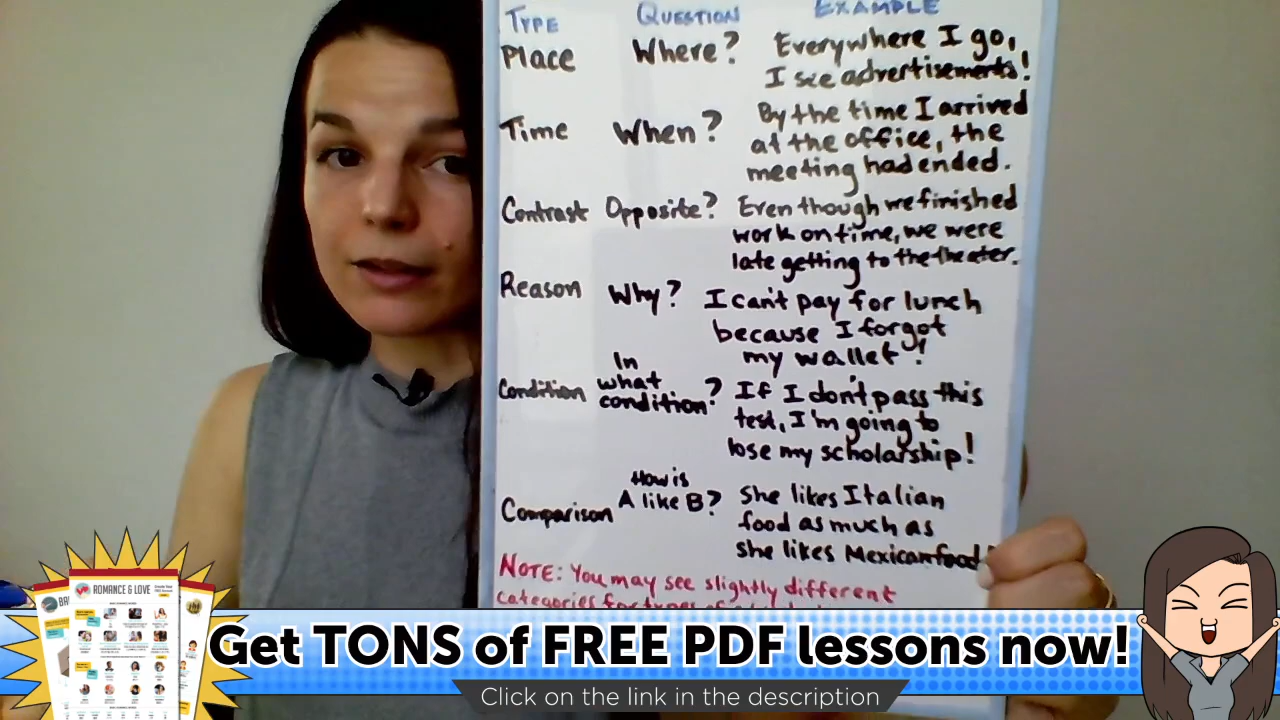 TYPE QUESTION EXAMPLE
Place Where? Everywhere I go,
I see advertisements!
Time When? By the time I arrived
at the office, the
meeting had ended.
Contrast Opposite? Even though we finished
work on time, we were
late getting to the theater.
Reason Why? I can't pay for lunch
because I forgot
my wallet!
Condition In
what
condition? If I don't pass this
test, I'm going to
lose my scholarship!
Comparison How is
A like B? She likes Italian
food as much as
she likes Mexican food!
NOTE: You may see slightly different
categories for types of
ROMANCE & LOVE
Get TONS of FREE PDF lessons now!
Click on the link in the description